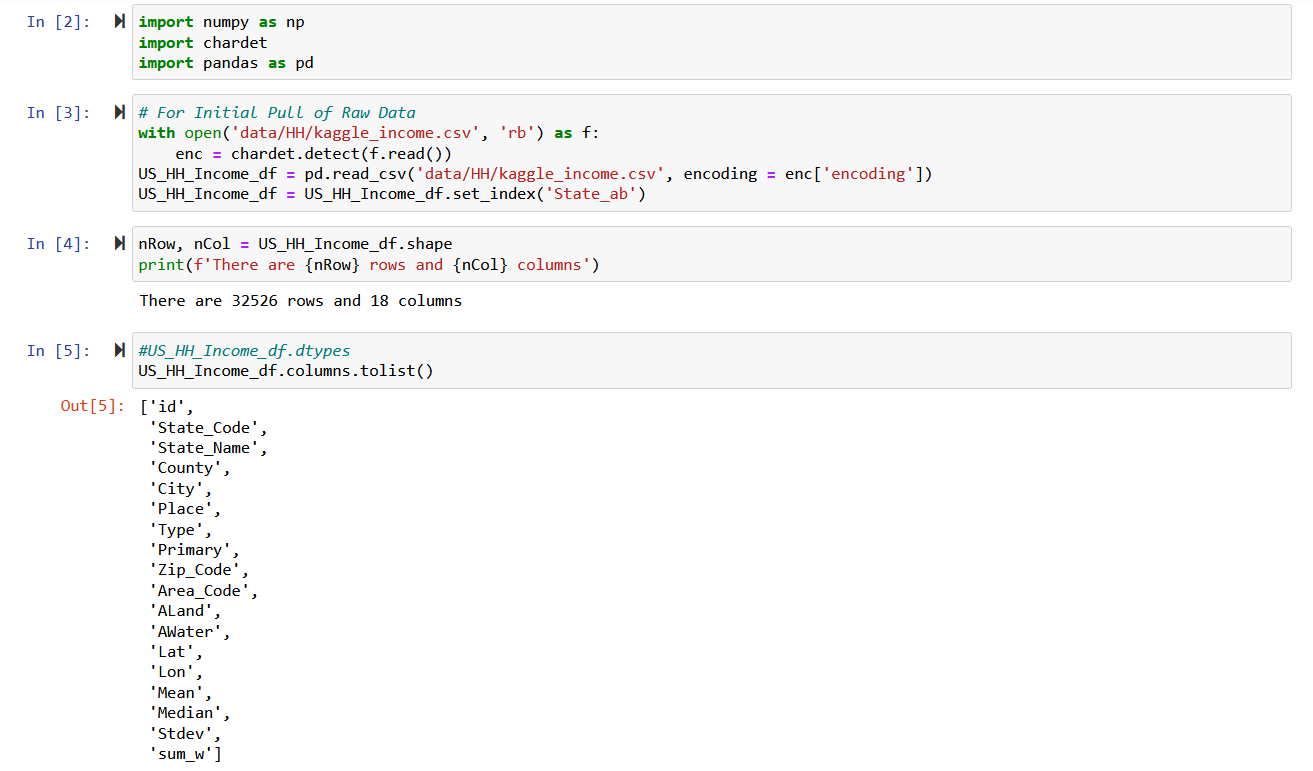 In [2]: import numpy as np
import chardet
import pandas as pd
In [3]: # For Initial Pull of Raw Data
with open('data/HH/kaggle_income.csv', 'rb') as f:
    enc = chardet.detect(f.read())
US_HH_Income_df = pd.read_csv('data/HH/kaggle_income.csv', encoding = enc['encoding'])
US_HH_Income_df = US_HH_Income_df.set_index('State_ab')
In [4]: nRow, nCol = US_HH_Income_df.shape
print(f'There are {nRow} rows and {nCol} columns')
There are 32526 rows and 18 columns
In [5]: #US_HH_Income_df.dtypes
US_HH_Income_df.columns.tolist()
Out[5]: ['id',
'State_Code',
'State_Name',
'County',
'City',
'Place',
'Type',
'Primary',
'Zip_Code',
'Area_Code',
'ALand',
'AWater',
'Lat',
'Lon',
'Mean',
'Median',
'Stdev',
'sum_w']